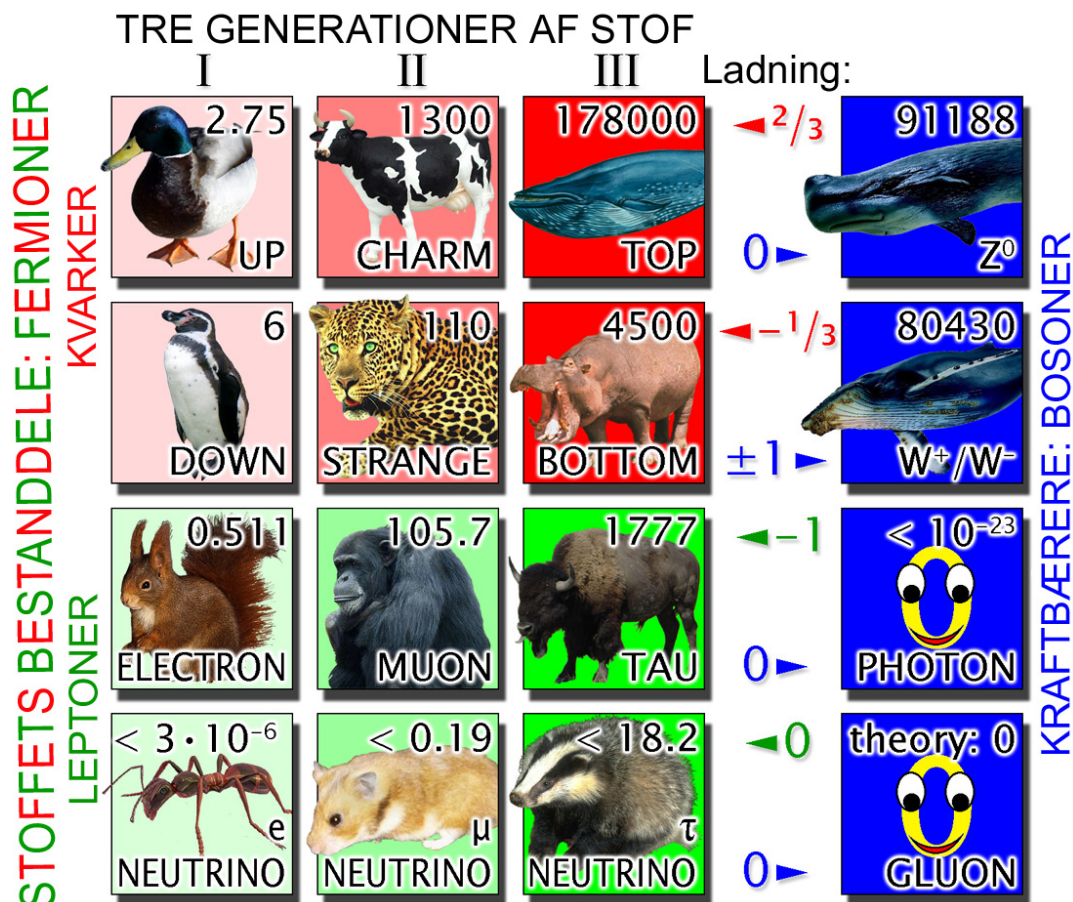 TRE GENERATIONER AF STOF
I II III Ladning:
STOFFETS BESTANDDELE: FERMIONER
KVARKER
LEPTONER
2.75
UP
1300
CHARM
178000
TOP
◄ 2/3
0 ►
91188
Z⁰
6
DOWN
110
STRANGE
4500
BOTTOM
◄ −1/3
±1 ►
80430
W⁺/W⁻
0.511
ELECTRON
105.7
MUON
1777
TAU
◄ −1
0 ►
< 10⁻²³
0
PHOTON
< 3·10⁻⁶
e
NEUTRINO
< 0.19
μ
NEUTRINO
< 18.2
τ
NEUTRINO
◄ 0
0 ►
theory: 0
0
GLUON
KRAFTBÆRERE: BOSONER